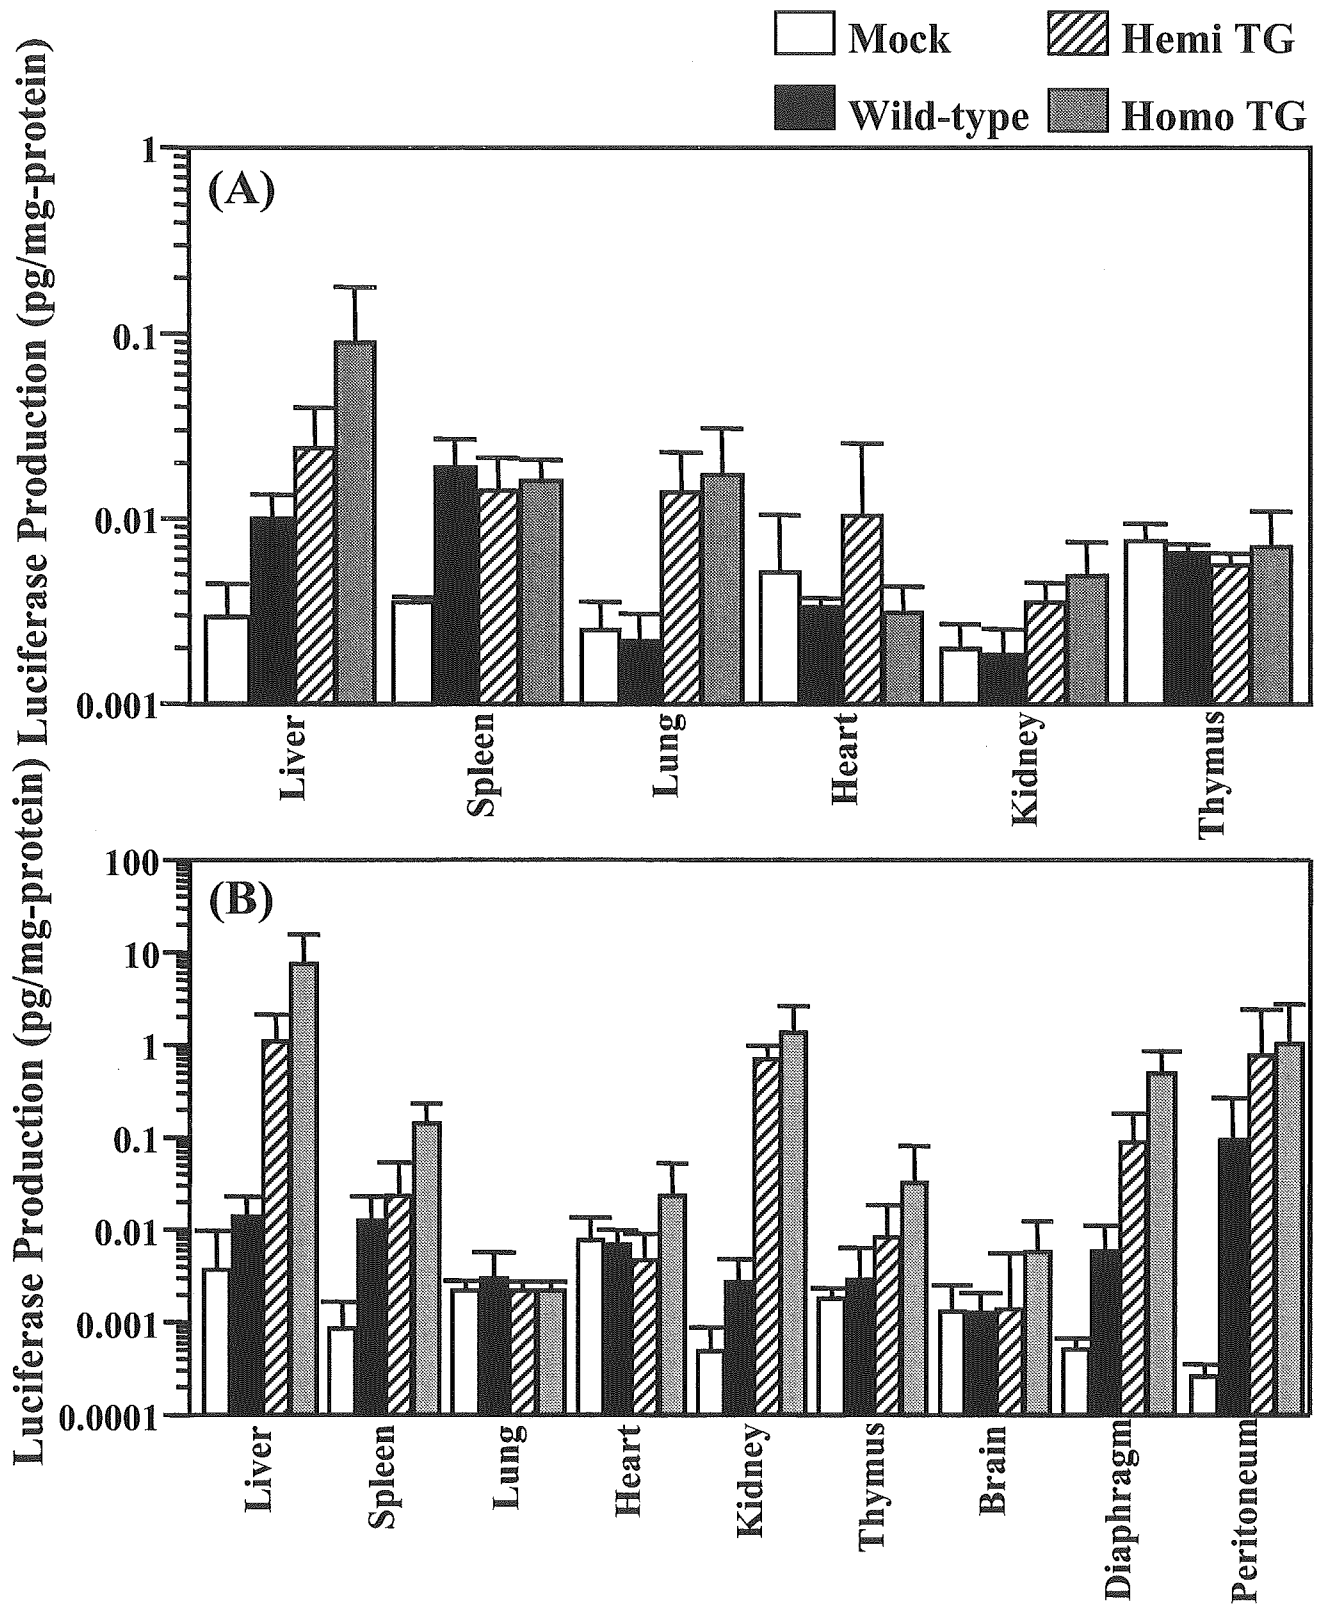 Mock
Hemi TG
Wild-type
Homo TG
Luciferase Production (pg/mg-protein)
(A)
1
0.1
0.01
0.001
Liver
Spleen
Lung
Heart
Kidney
Thymus
Luciferase Production (pg/mg-protein)
(B)
100
10
1
0.1
0.01
0.001
0.0001
Liver
Spleen
Lung
Heart
Kidney
Thymus
Brain
Diaphragm
Peritoneum